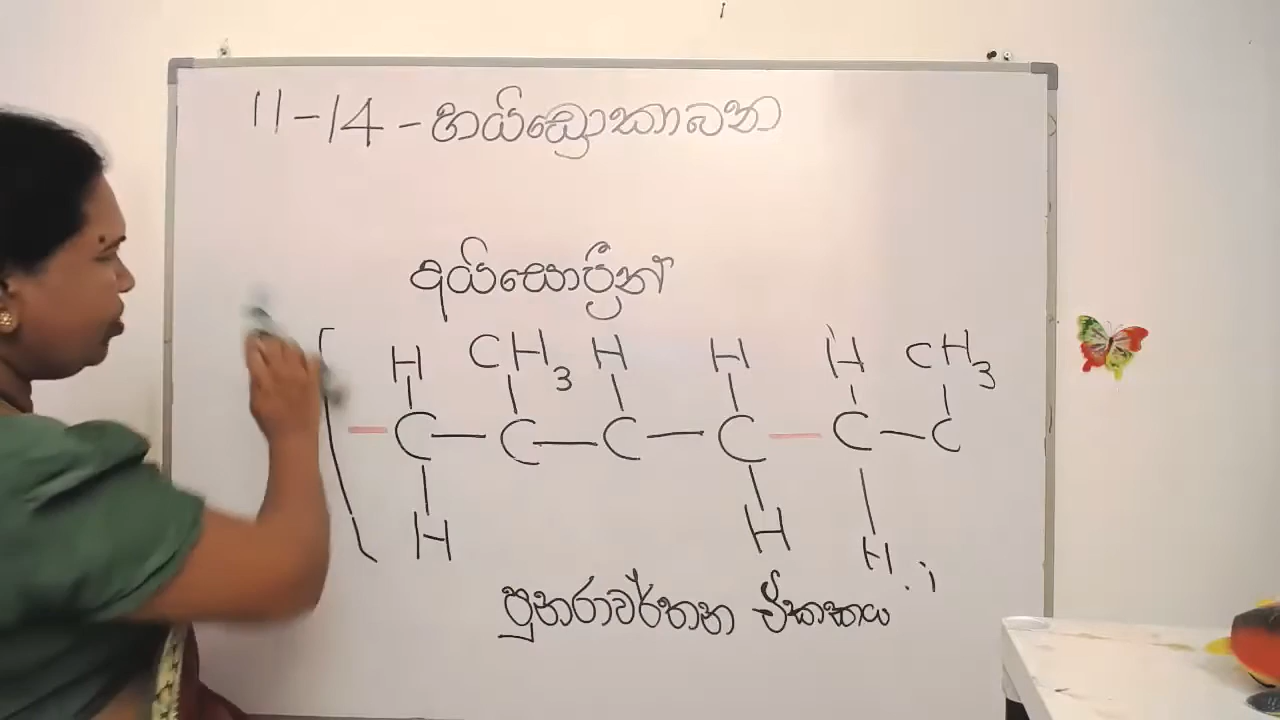 11-14 - හයිඩ්‍රොකාබන
අයිසොප්‍රීන්
H CH3 H H H CH3
C C C C C C
H H H
පුනරාවර්තන ඒකකය